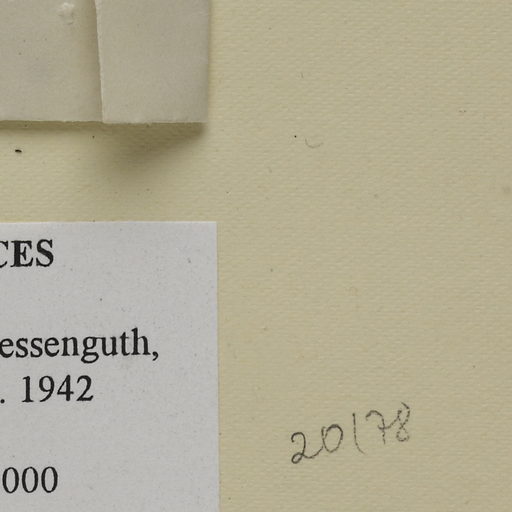 CES
essenguth,
. 1942
000
20178